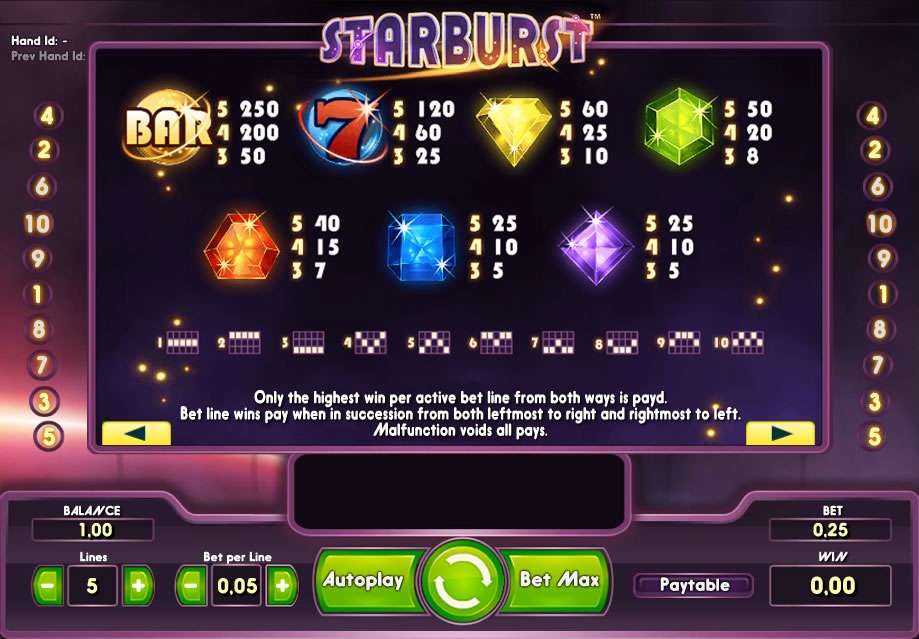 STARBURST™
Hand Id: -
Prev Hand Id:
BAR 5 250
4 200
3 50
7 5 120
4 60
3 25
5 60
4 25
3 10
5 50
4 20
3 8
5 40
4 15
3 7
5 25
4 10
3 5
5 25
4 10
3 5
4
2
6
10
9
1
8
7
3
5
4
2
6
10
9
1
8
7
3
5
1 2 3 4 5 6 7 8 9 10
Only the highest win per active bet line from both ways is payd.
Bet line wins pay when in succession from both leftmost to right and rightmost to left.
Malfunction voids all pays.
BALANCE
1,00
Lines
- 5 +
Bet per Line
- 0,05 +
Autoplay
Bet Max
Paytable
BET
0,25
WIN
0,00